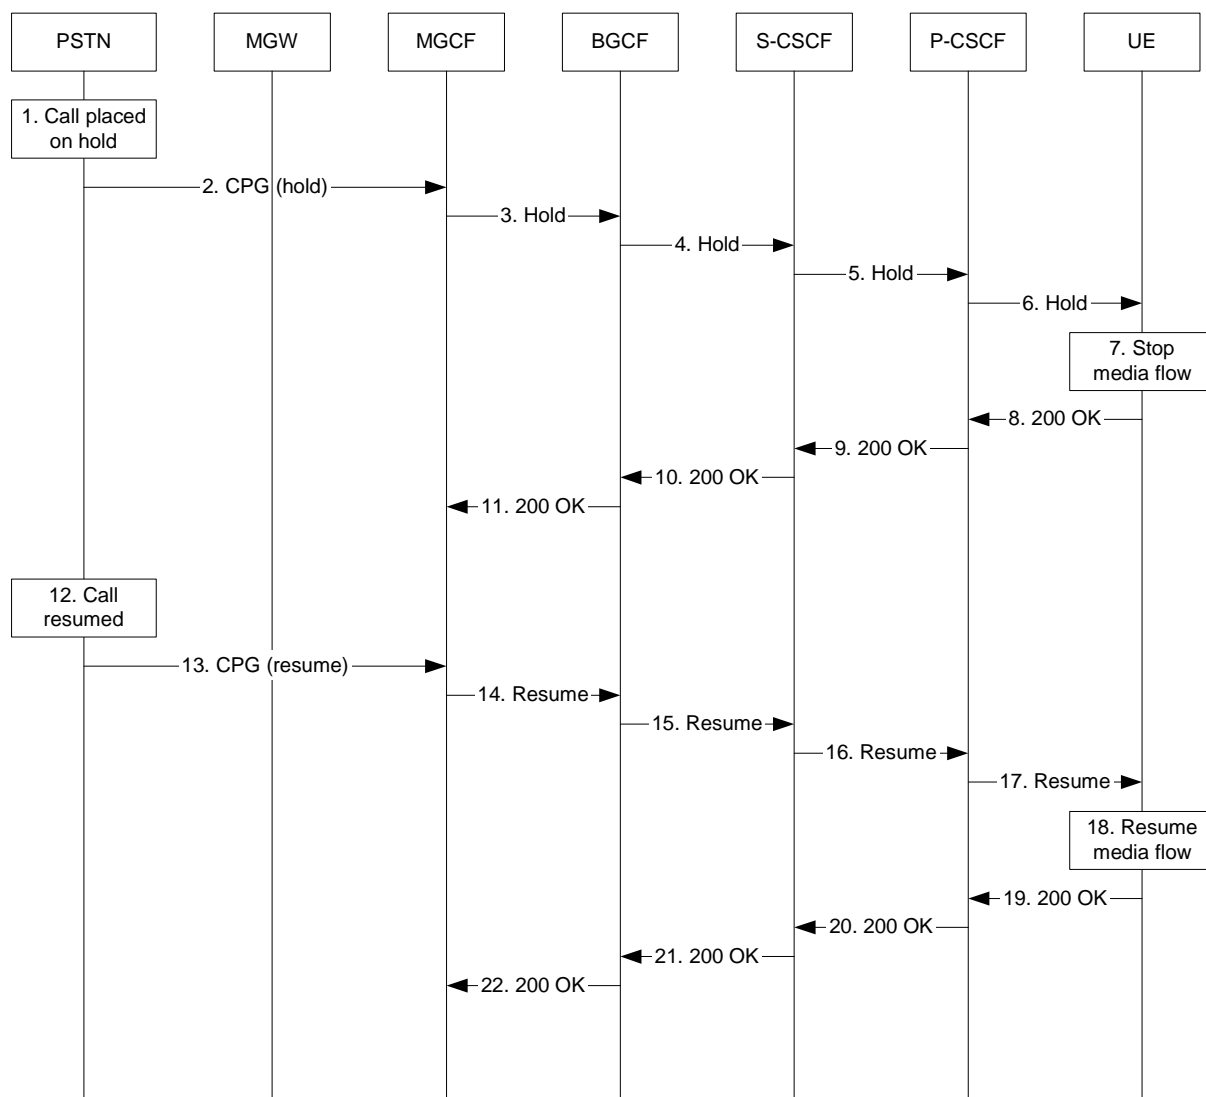 PSTN
MGW
MGCF
BGCF
S-CSCF
P-CSCF
UE
1. Call placed
on hold
2. CPG (hold)
3. Hold
4. Hold
5. Hold
6. Hold
7. Stop
media flow
8. 200 OK
9. 200 OK
10. 200 OK
11. 200 OK
12. Call
resumed
13. CPG (resume)
14. Resume
15. Resume
16. Resume
17. Resume
18. Resume
media flow
19. 200 OK
20. 200 OK
21. 200 OK
22. 200 OK